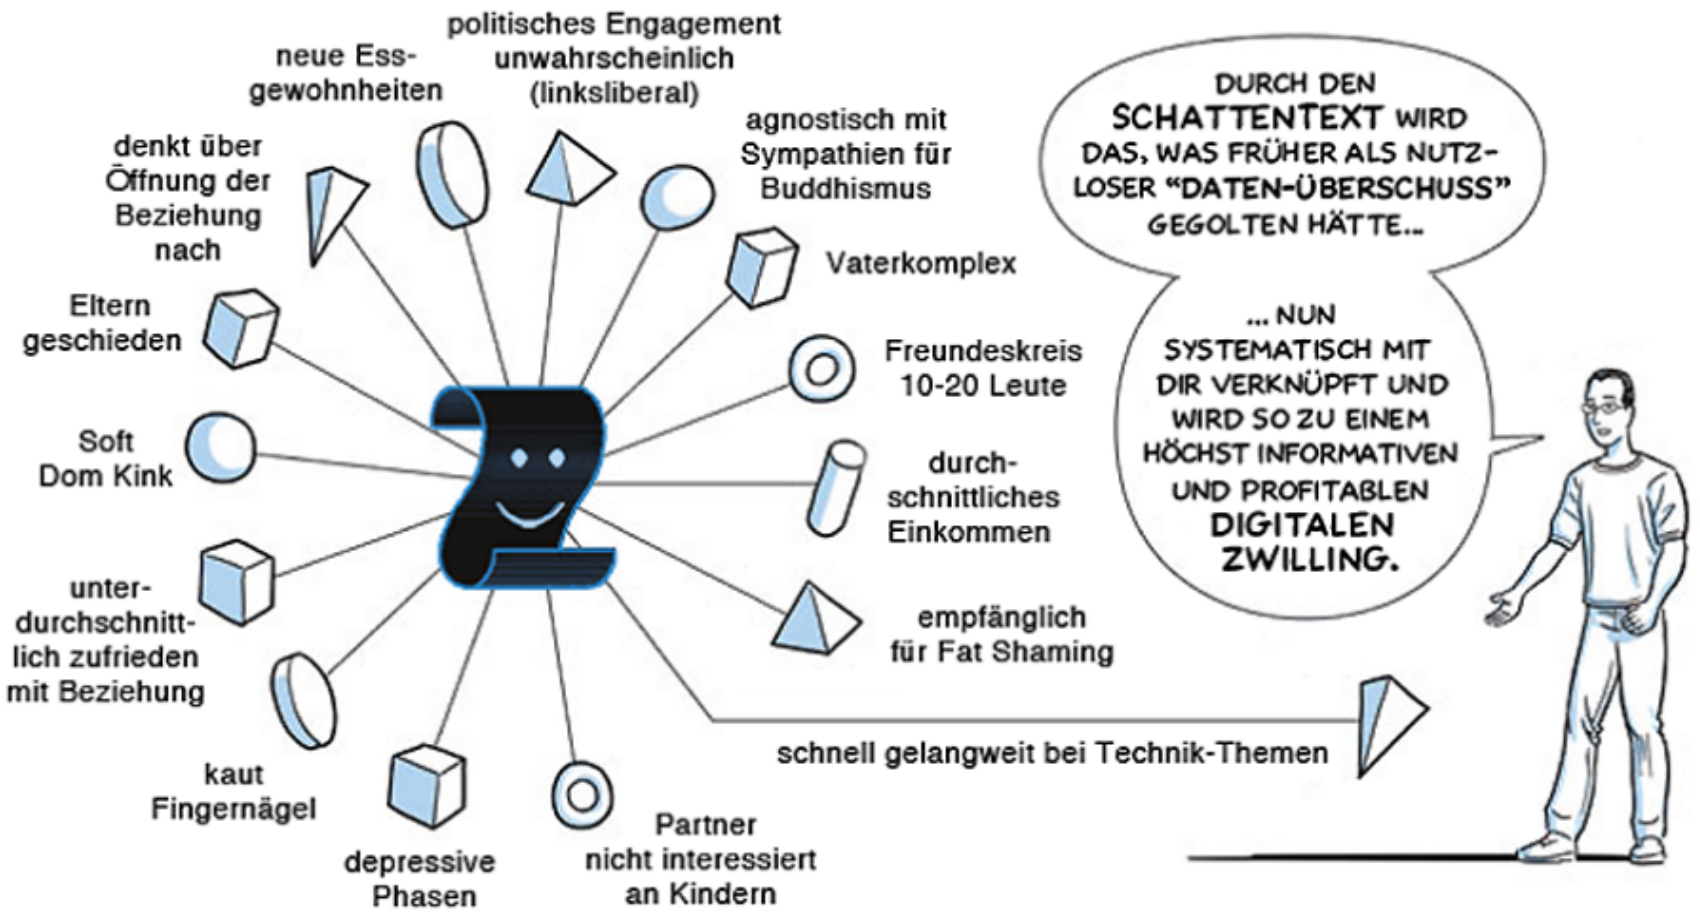 politisches Engagement
unwahrscheinlich
(linksliberal)
neue Ess-
gewohnheiten
denkt über
Öffnung der
Beziehung
nach
Eltern
geschieden
Soft
Dom Kink
unter-
durchschnitt-
lich zufrieden
mit Beziehung
kaut
Fingernägel
depressive
Phasen
Partner
nicht interessiert
an Kindern
agnostisch mit
Sympathien für
Buddhismus
Vaterkomplex
Freundeskreis
10-20 Leute
durch-
schnittliches
Einkommen
empfänglich
für Fat Shaming
schnell gelangweit bei Technik-Themen
DURCH DEN
SCHATTENTEXT WIRD
DAS, WAS FRÜHER ALS NUTZ-
LOSER “DATEN-ÜBERSCHUSS”
GEGOLTEN HÄTTE...
... NUN
SYSTEMATISCH MIT
DIR VERKNÜPFT UND
WIRD SO ZU EINEM
HÖCHST INFORMATIVEN
UND PROFITABLEN
DIGITALEN
ZWILLING.